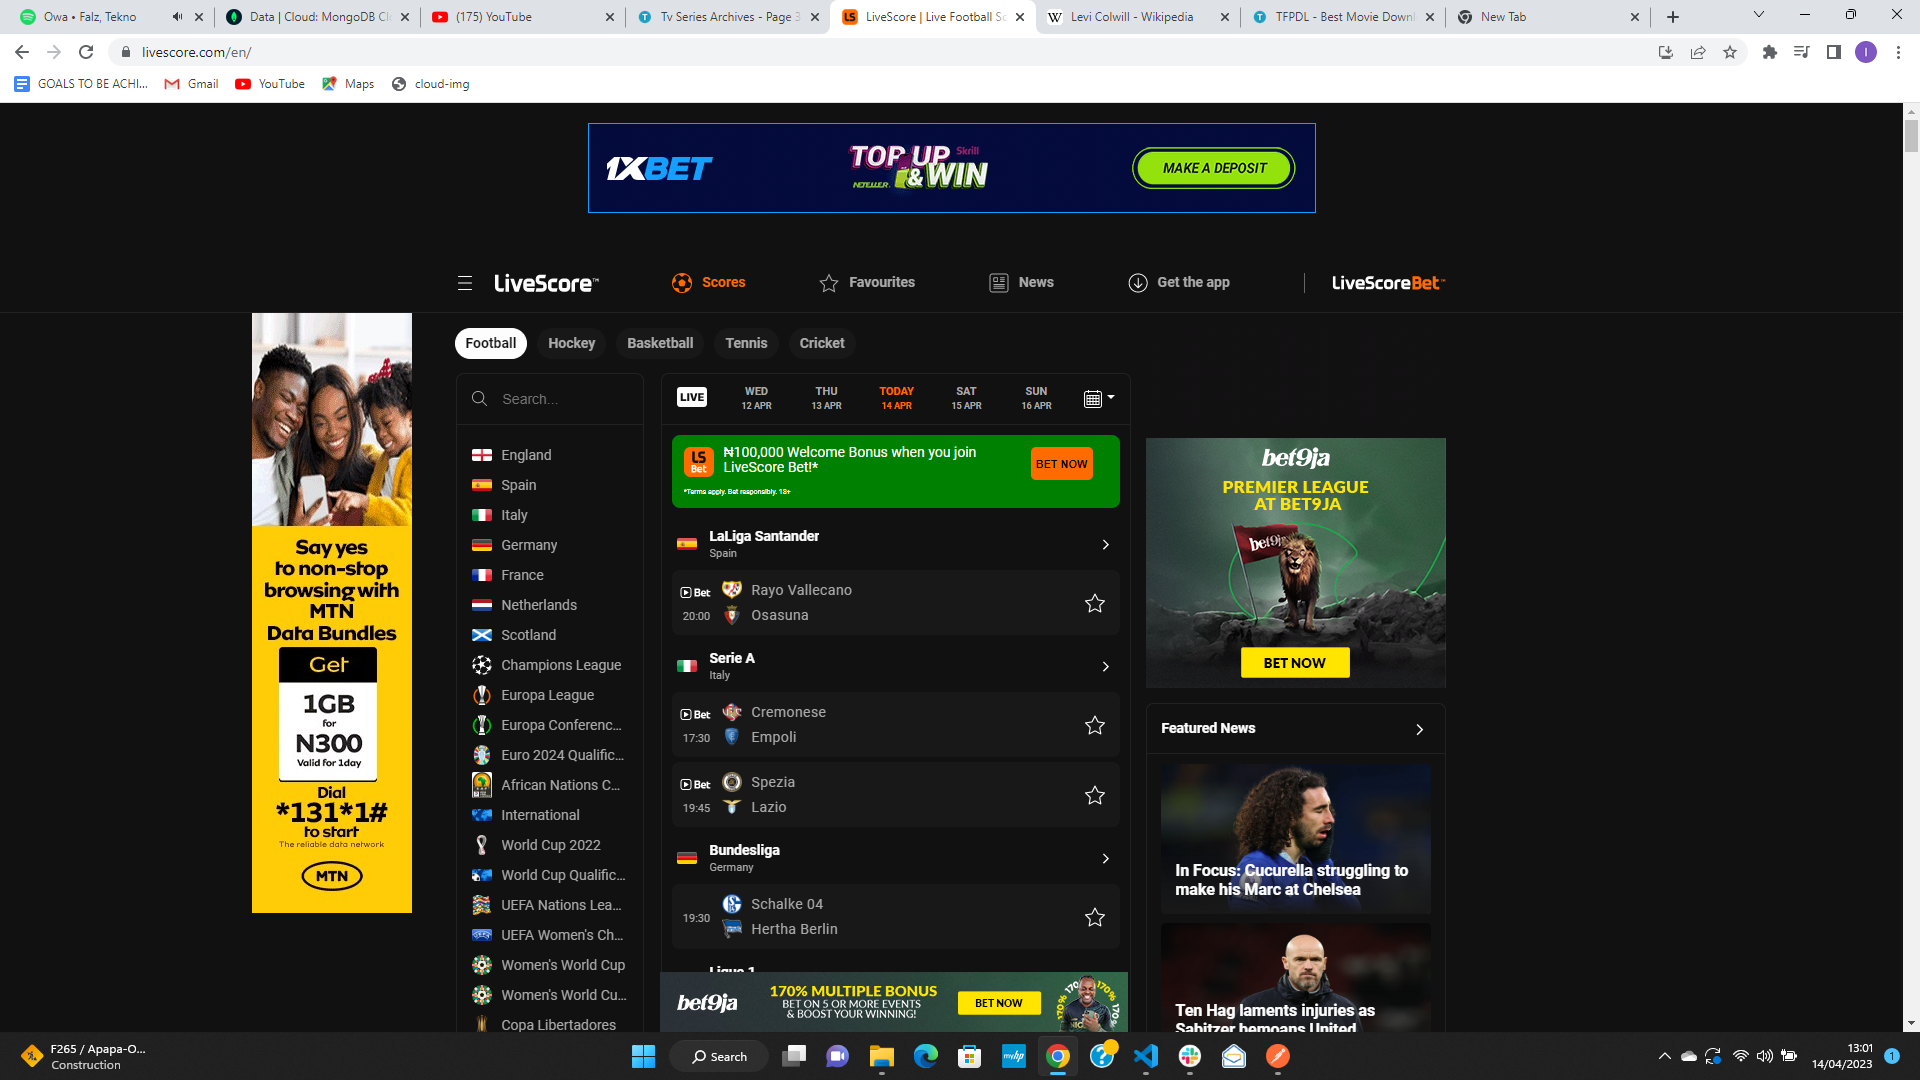 Owa • Falz, Tekno
Data | Cloud: MongoDB Cl
(175) YouTube
Tv Series Archives - Page 3
LiveScore | Live Football Sc
Levi Colwill - Wikipedia
TFPDL - Best Movie Downl
New Tab
livescore.com/en/
GOALS TO BE ACHI...
Gmail
YouTube
Maps
cloud-img
1XBET
TOP UP & WIN
Skrill
NETELLER
MAKE A DEPOSIT
LiveScore™
Scores
Favourites
News
Get the app
LiveScoreBet™
Say yes
to non-stop
browsing with
MTN
Data Bundles
Get
1GB
for
N300
Valid for 1day
Dial
*131*1#
to start
The reliable data network
MTN
Football
Hockey
Basketball
Tennis
Cricket
Search...
England
Spain
Italy
Germany
France
Netherlands
Scotland
Champions League
Europa League
Europa Conferenc...
Euro 2024 Qualific...
African Nations C...
International
World Cup 2022
World Cup Qualific...
UEFA Nations Lea...
UEFA Women's Ch...
Women's World Cup
Women's World Cu...
Copa Libertadores
LIVE
WED
12 APR
THU
13 APR
TODAY
14 APR
SAT
15 APR
SUN
16 APR
LS
Bet
₦100,000 Welcome Bonus when you join
LiveScore Bet!*
*Terms apply. Bet responsibly. 18+
BET NOW
LaLiga Santander
Spain
Bet
20:00
Rayo Vallecano
Osasuna
Serie A
Italy
Bet
17:30
Cremonese
Empoli
Bet
19:45
Spezia
Lazio
Bundesliga
Germany
19:30
Schalke 04
Hertha Berlin
Ligue 1
bet9ja
170% MULTIPLE BONUS
BET ON 5 OR MORE EVENTS
& BOOST YOUR WINNING!
BET NOW
170%
170%
170%
bet9ja
PREMIER LEAGUE
AT BET9JA
bet9ja
BET NOW
Featured News
In Focus: Cucurella struggling to
make his Marc at Chelsea
Ten Hag laments injuries as
Sabitzer bemoans United
F265 / Apapa-O...
Construction
Search
myhp
13:01
14/04/2023
1